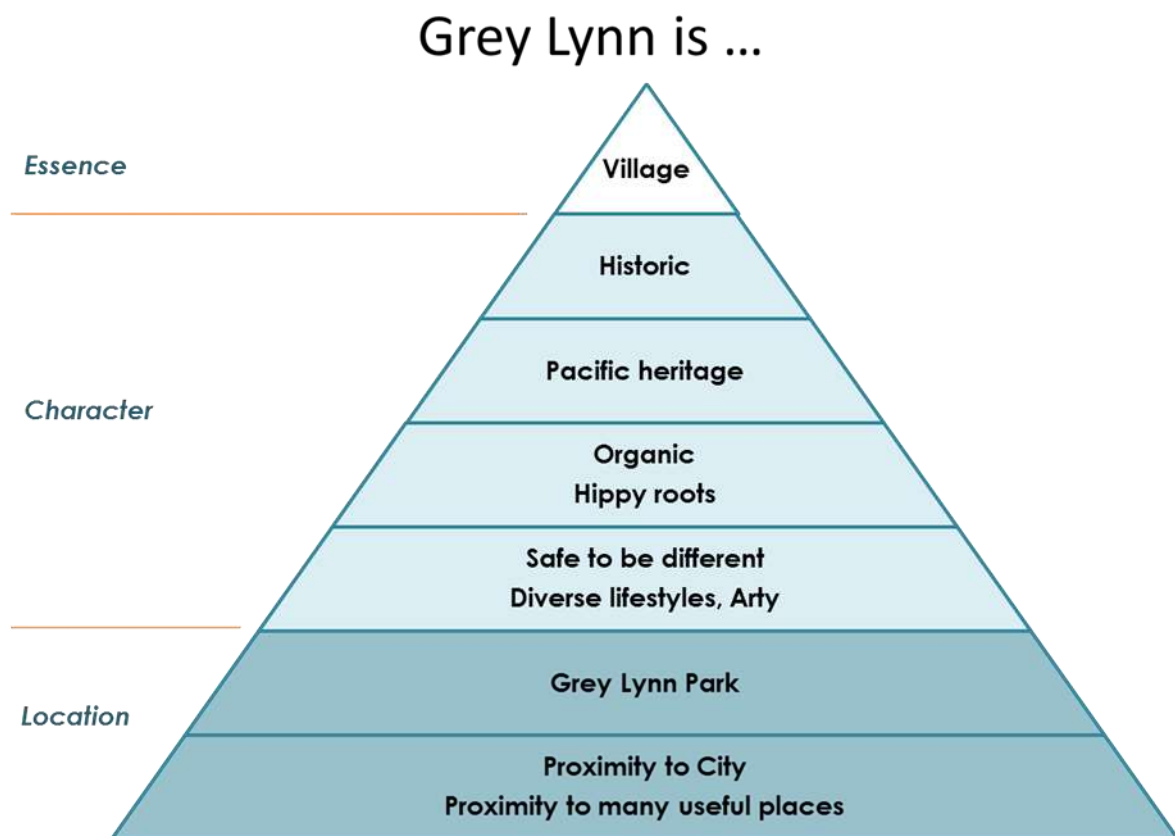 Grey Lynn is ...
Essence
Village
Historic
Pacific heritage
Character
Organic
Hippy roots
Safe to be different
Diverse lifestyles, Arty
Grey Lynn Park
Location
Proximity to City
Proximity to many useful places